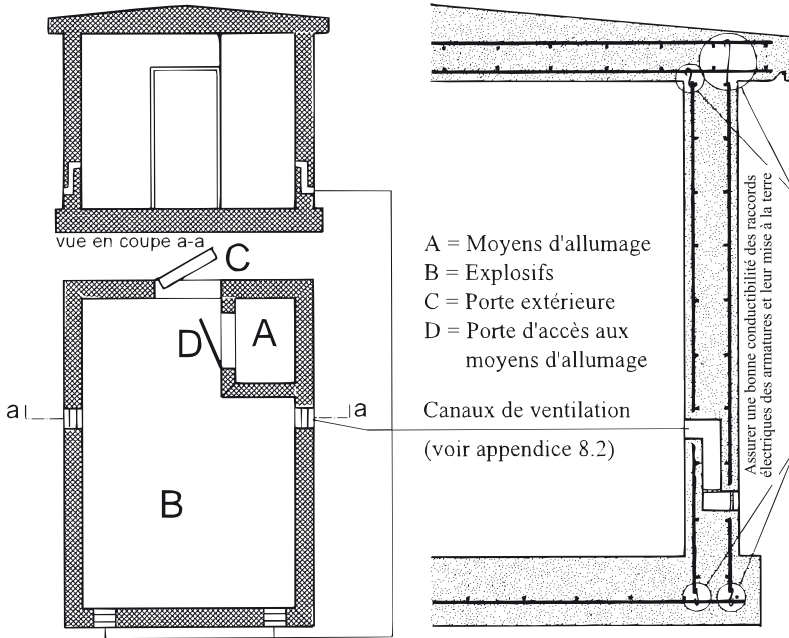 vue en coupe a-a
C
D
A
a
a
B
A = Moyens d'allumage
B = Explosifs
C = Porte extérieure
D = Porte d'accès aux
moyens d'allumage
Canaux de ventilation
(voir appendice 8.2)
Assurer une bonne conductibilité des raccords
électriques des armatures et leur mise à la terre